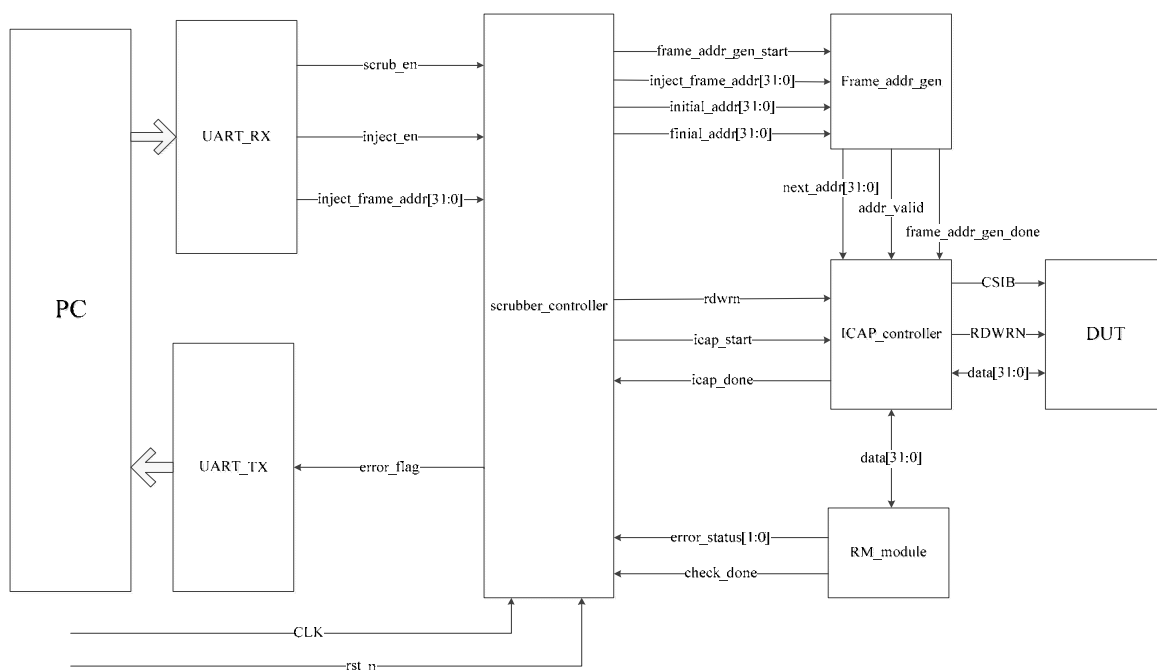 PC
UART_RX
scrub_en
inject_en
inject_frame_addr[31:0]
UART_TX
error_flag
scrubber_controller
frame_addr_gen_start
inject_frame_addr[31:0]
initial_addr[31:0]
finial_addr[31:0]
Frame_addr_gen
next_addr[31:0]
addr_valid
frame_addr_gen_done
rdwrn
icap_start
icap_done
ICAP_controller
CSIB
RDWRN
data[31:0]
DUT
data[31:0]
error_status[1:0]
check_done
RM_module
CLK
rst_n